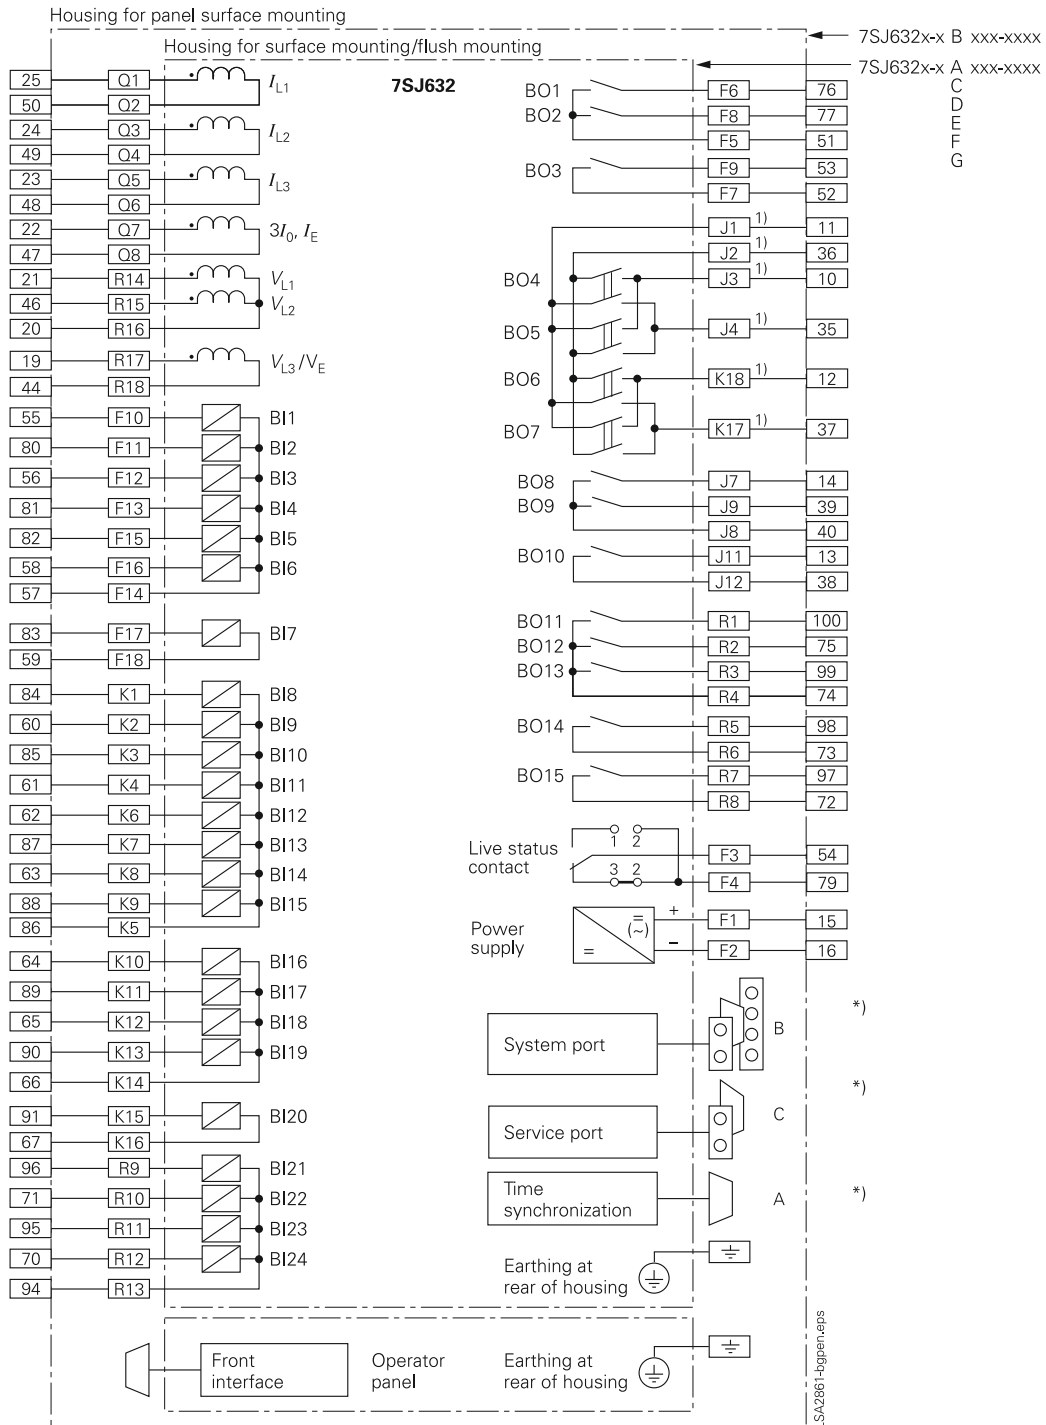 Housing for panel surface mounting
Housing for surface mounting/flush mounting
7SJ632x-x B xxx-xxxx
7SJ632x-x A xxx-xxxx
C
D
E
F
G
7SJ632
25 Q1 I L1
50 Q2
24 Q3 I L2
49 Q4
23 Q5 I L3
48 Q6
22 Q7 3I0, IE
47 Q8
21 R14 V L1
46 R15 V L2
20 R16
19 R17 V L3/VE
44 R18
55 F10 BI1
80 F11 BI2
56 F12 BI3
81 F13 BI4
82 F15 BI5
58 F16 BI6
57 F14
83 F17 BI7
59 F18
84 K1 BI8
60 K2 BI9
85 K3 BI10
61 K4 BI11
62 K6 BI12
87 K7 BI13
63 K8 BI14
88 K9 BI15
86 K5
64 K10 BI16
89 K11 BI17
65 K12 BI18
90 K13 BI19
66 K14
91 K15 BI20
67 K16
96 R9 BI21
71 R10 BI22
95 R11 BI23
70 R12 BI24
94 R13
BO1 F6 76
BO2 F8 77
F5 51
BO3 F9 53
F7 52
J1 1) 11
J2 1) 36
BO4 J3 1) 10
BO5 J4 1) 35
BO6 K18 1) 12
BO7 K17 1) 37
BO8 J7 14
BO9 J9 39
J8 40
BO10 J11 13
J12 38
BO11 R1 100
BO12 R2 75
BO13 R3 99
R4 74
BO14 R5 98
R6 73
BO15 R7 97
R8 72
1 2
Live status F3 54
contact
3 2 F4 79
Power
supply
= (~) =
+ F1 15
− F2 16
System port B *)
Service port C *)
Time
synchronization A *)
Earthing at
rear of housing
Front
interface
Operator
panel
Earthing at
rear of housing
LSA2861-bgpen.eps